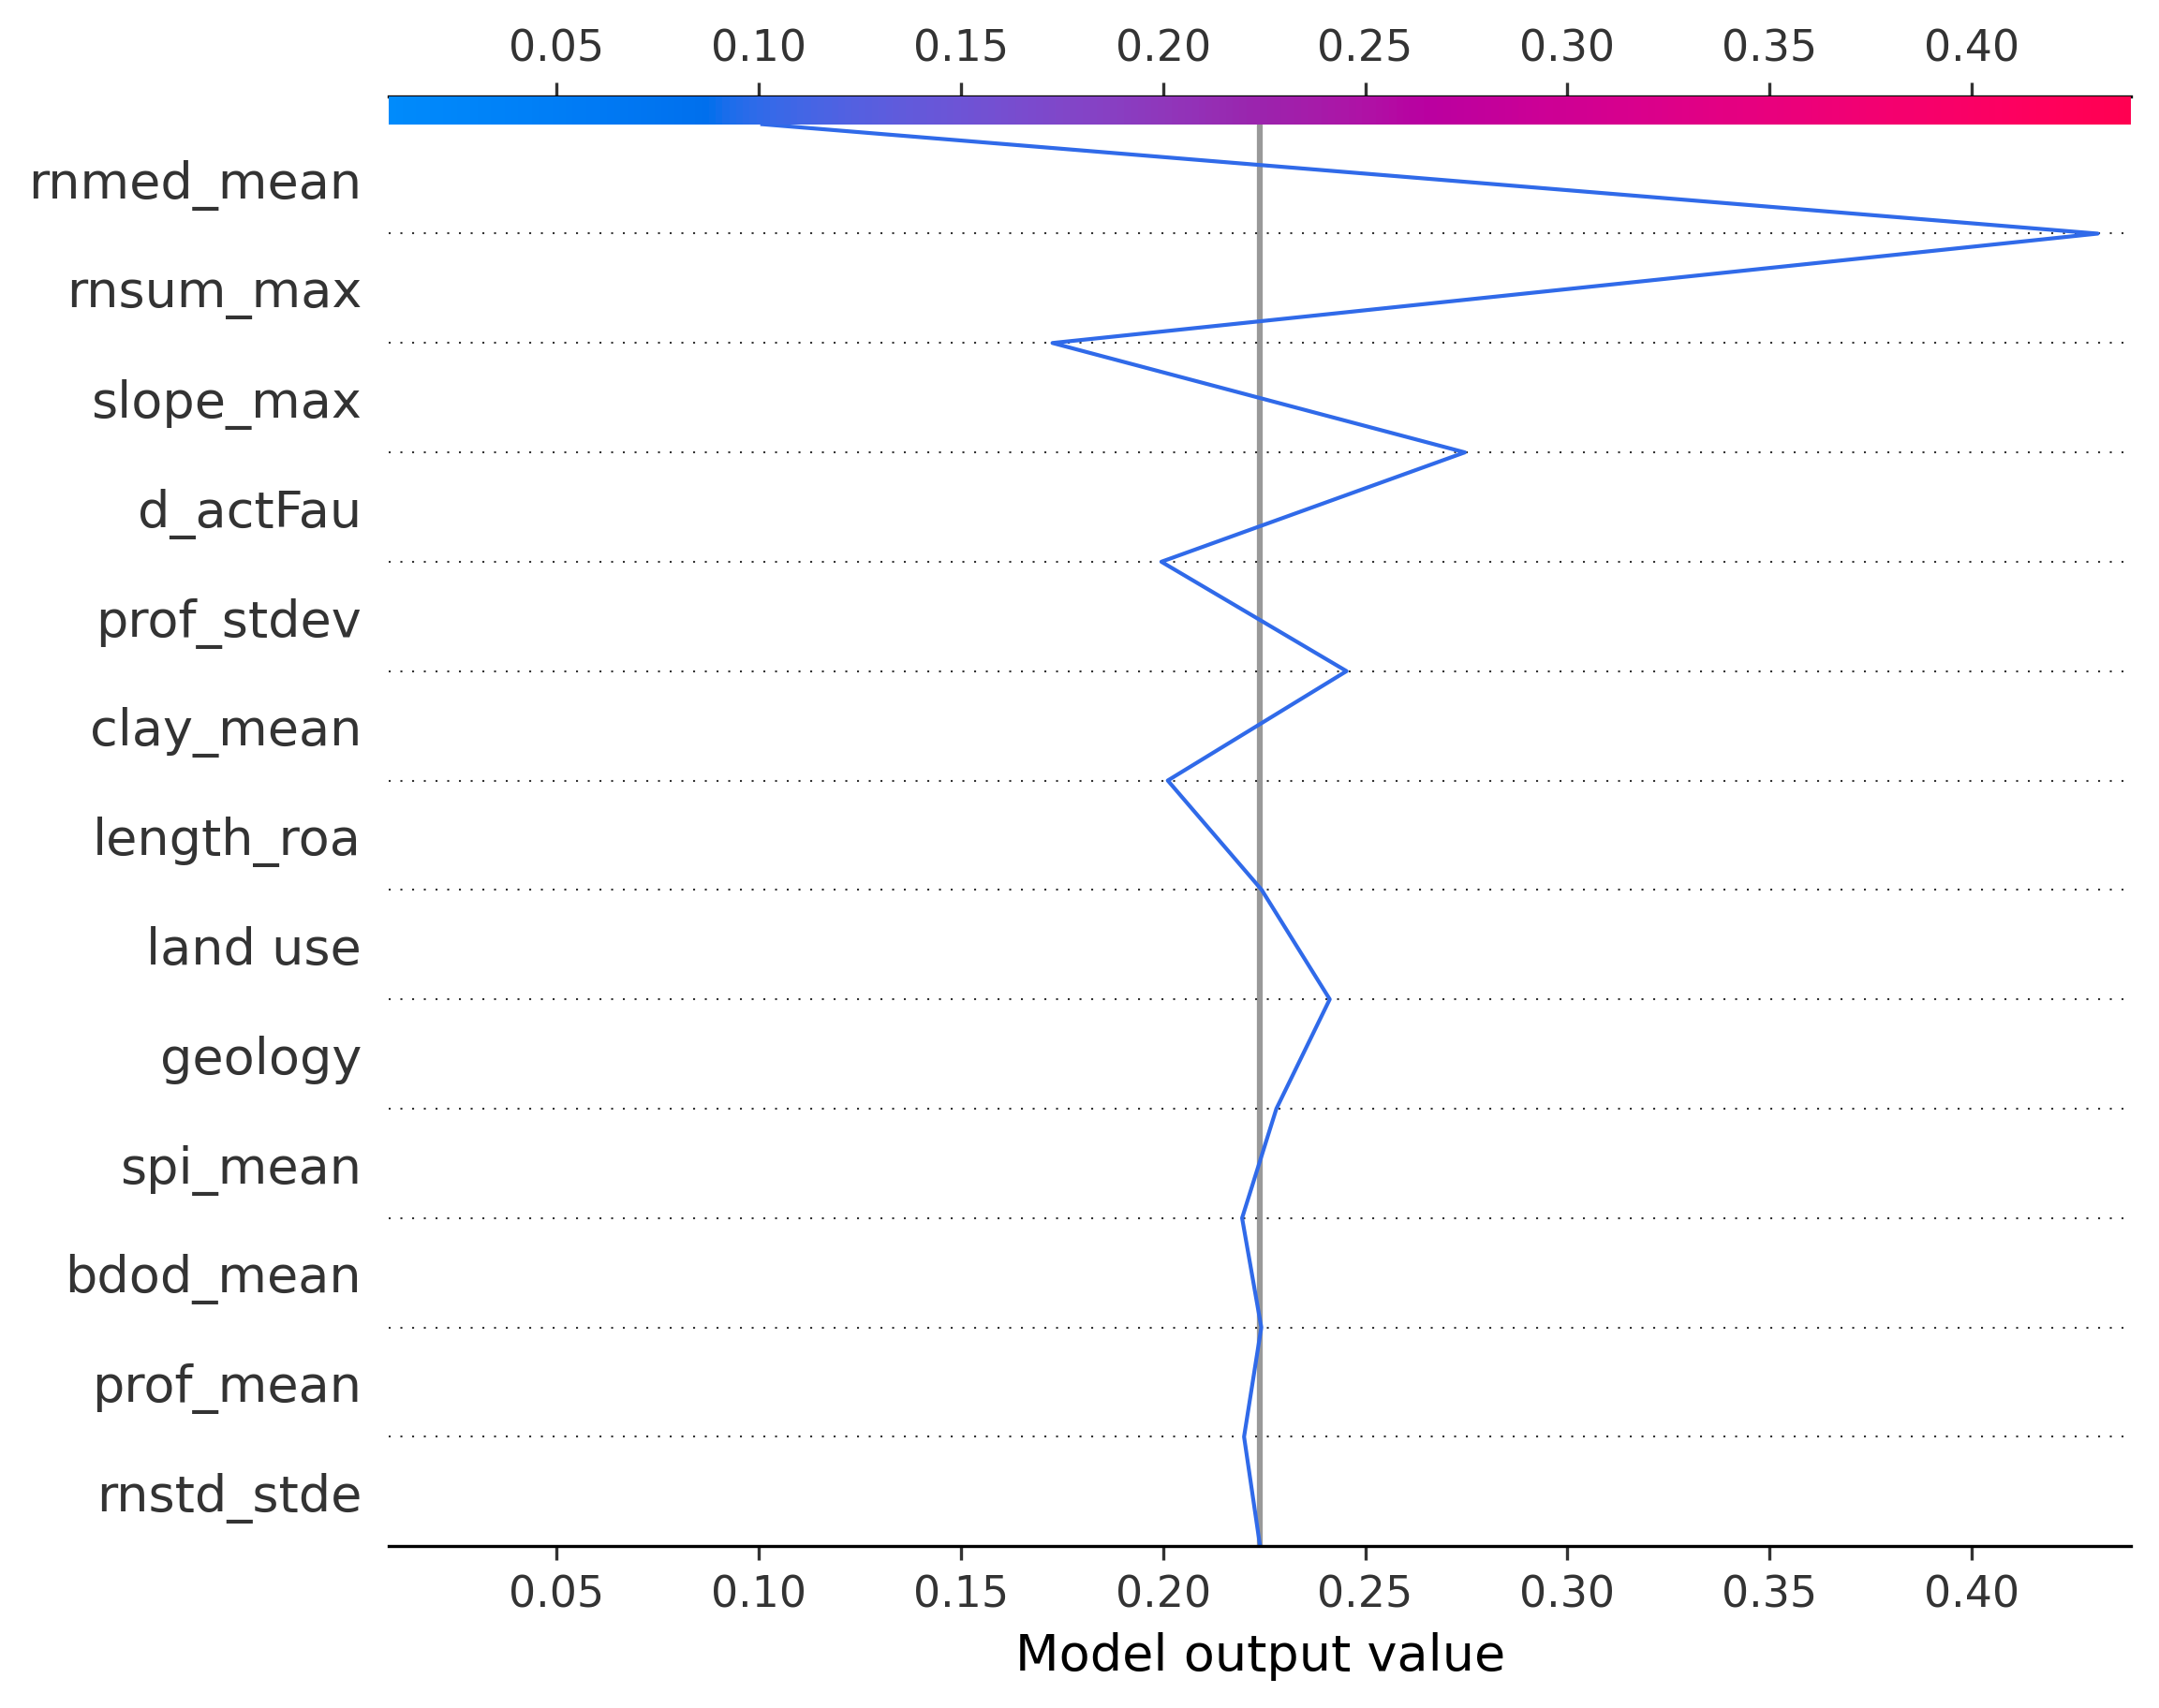 0.05 0.10 0.15 0.20 0.25 0.30 0.35 0.40
rnmed_mean
rnsum_max
slope_max
d_actFau
prof_stdev
clay_mean
length_roa
land use
geology
spi_mean
bdod_mean
prof_mean
rnstd_stde
0.05 0.10 0.15 0.20 0.25 0.30 0.35 0.40
Model output value